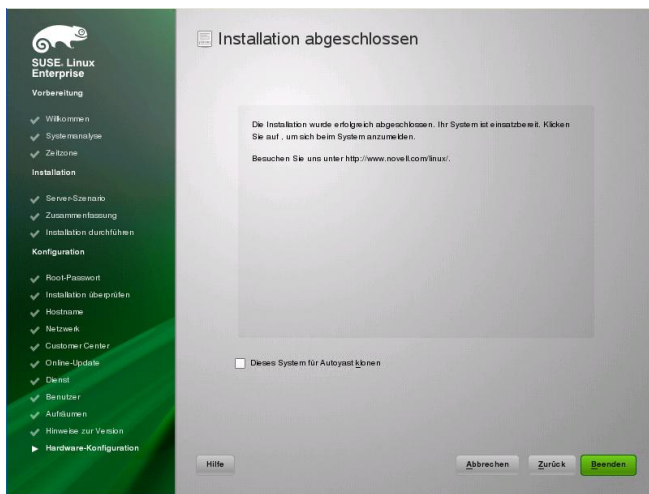 SUSE. Linux
Enterprise
Vorbereitung
Willkommen
Systemanalyse
Zeitzone
Installation
Server-Szenario
Zusammenfassung
Installation durchführen
Konfiguration
Root-Passwort
Installation überprüfen
Hostname
Netzwerk
Customer Center
Online-Update
Dienst
Benutzer
Aufräumen
Hinweise zur Version
Hardware-Konfiguration
Installation abgeschlossen
Die Installation wurde erfolgreich abgeschlossen. Ihr System ist einsatzbereit. Klicken
Sie auf , um sich beim System anzumelden.
Besuchen Sie uns unter http://www.novell.com/linux/.
Dieses System für Autoyast klonen
Hilfe
Abbrechen
Zurück
Beenden